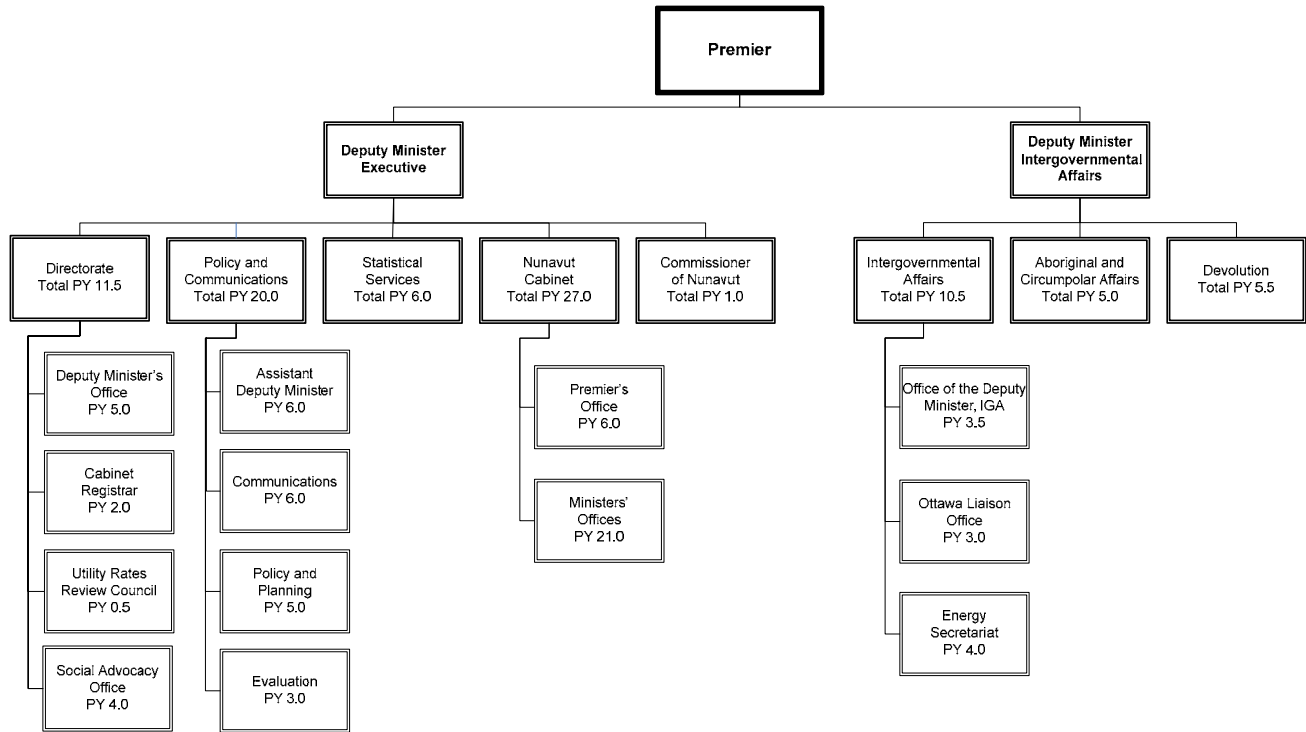 Premier
Deputy Minister
Executive
Deputy Minister
Intergovernmental
Affairs
Directorate
Total PY 11.5
Policy and
Communications
Total PY 20.0
Statistical
Services
Total PY 6.0
Nunavut
Cabinet
Total PY 27.0
Commissioner
of Nunavut
Total PY 1.0
Intergovernmental
Affairs
Total PY 10.5
Aboriginal and
Circumpolar Affairs
Total PY 5.0
Devolution
Total PY 5.5
Deputy Minister's
Office
PY 5.0
Cabinet
Registrar
PY 2.0
Utility Rates
Review Council
PY 0.5
Social Advocacy
Office
PY 4.0
Assistant
Deputy Minister
PY 6.0
Communications
PY 6.0
Policy and
Planning
PY 5.0
Evaluation
PY 3.0
Premier's
Office
PY 6.0
Ministers'
Offices
PY 21.0
Office of the Deputy
Minister, IGA
PY 3.5
Ottawa Liaison
Office
PY 3.0
Energy
Secretariat
PY 4.0